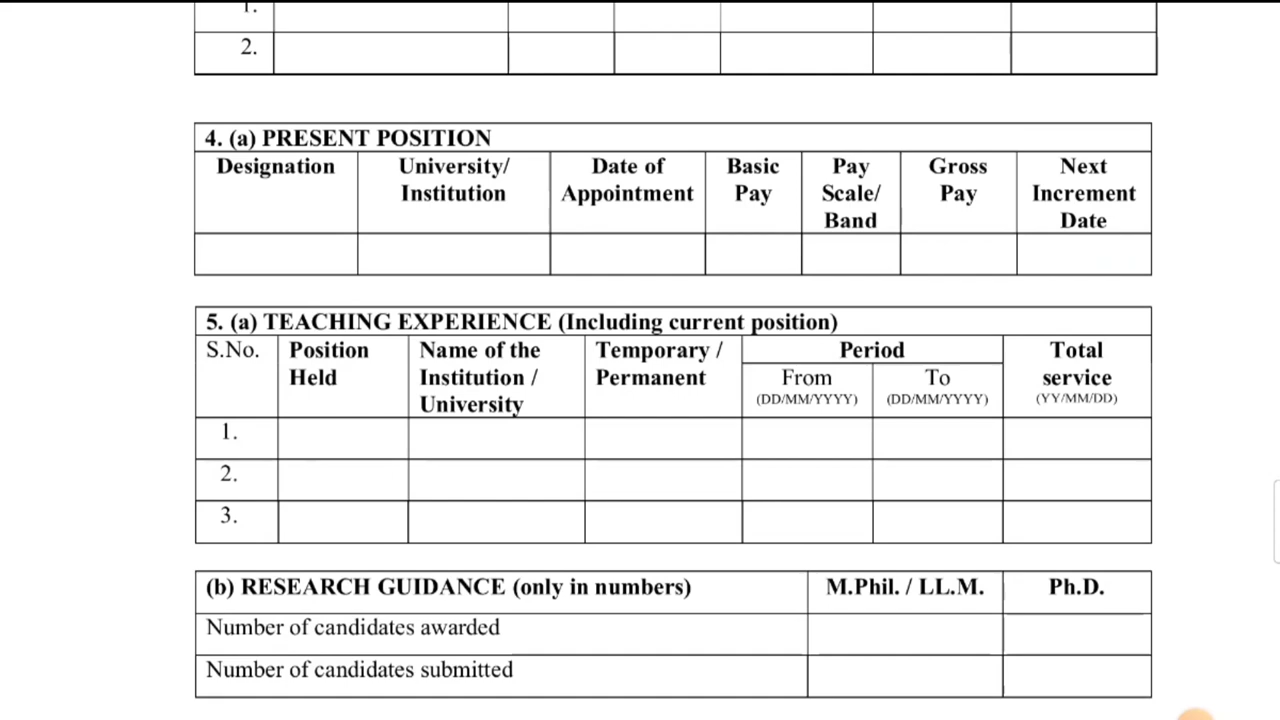 1.
2.
4. (a) PRESENT POSITION
Designation University/ Institution Date of Appointment Basic Pay Pay Scale/ Band Gross Pay Next Increment Date
5. (a) TEACHING EXPERIENCE (Including current position)
S.No. Position Held Name of the Institution / University Temporary / Permanent Period Total service (YY/MM/DD)
From (DD/MM/YYYY) To (DD/MM/YYYY)
1.
2.
3.
(b) RESEARCH GUIDANCE (only in numbers) M.Phil. / LL.M. Ph.D.
Number of candidates awarded
Number of candidates submitted